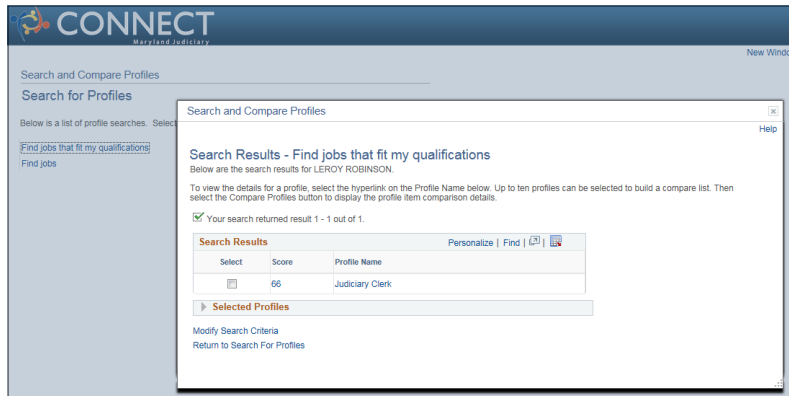 CONNECT
Maryland Judiciary
New Windo
Search and Compare Profiles
Search for Profiles
Below is a list of profile searches. Select
Find jobs that fit my qualifications
Find jobs
Search and Compare Profiles
Help
Search Results - Find jobs that fit my qualifications
Below are the search results for LEROY ROBINSON.
To view the details for a profile, select the hyperlink on the Profile Name below. Up to ten profiles can be selected to build a compare list. Then
select the Compare Profiles button to display the profile item comparison details.
Your search returned result 1 - 1 out of 1.
Search Results Personalize | Find | |
Select Score Profile Name
66 Judiciary Clerk
Selected Profiles
Modify Search Criteria
Return to Search For Profiles